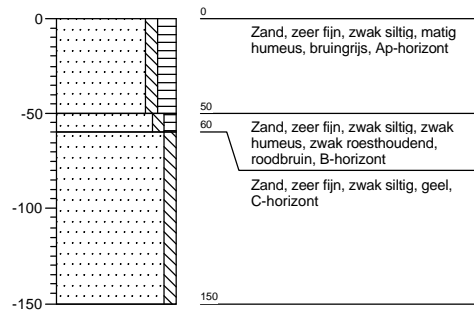 0
0
Zand, zeer fijn, zwak siltig, matig
humeus, bruingrijs, Ap-horizont
-50
50
60
Zand, zeer fijn, zwak siltig, zwak
humeus, zwak roesthoudend,
roodbruin, B-horizont
Zand, zeer fijn, zwak siltig, geel,
C-horizont
-100
-150
150